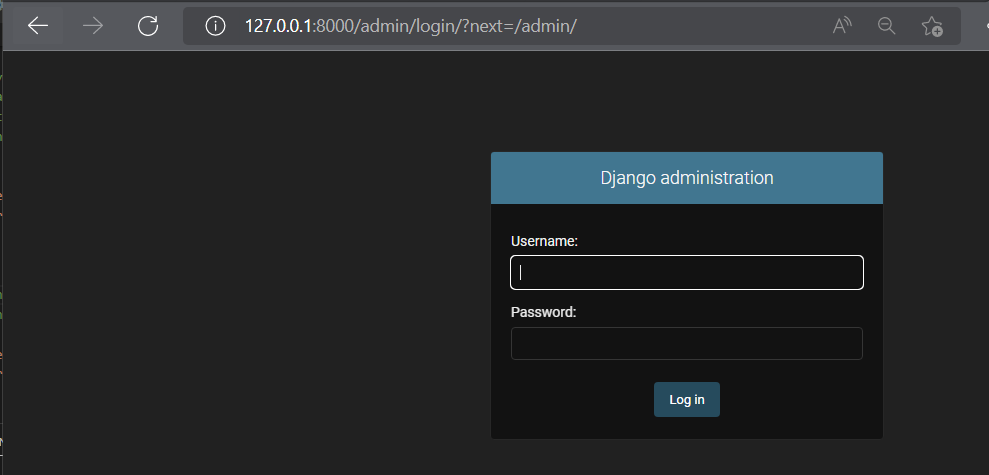 127.0.0.1:8000/admin/login/?next=/admin/
Django administration
Username:
Password:
Log in